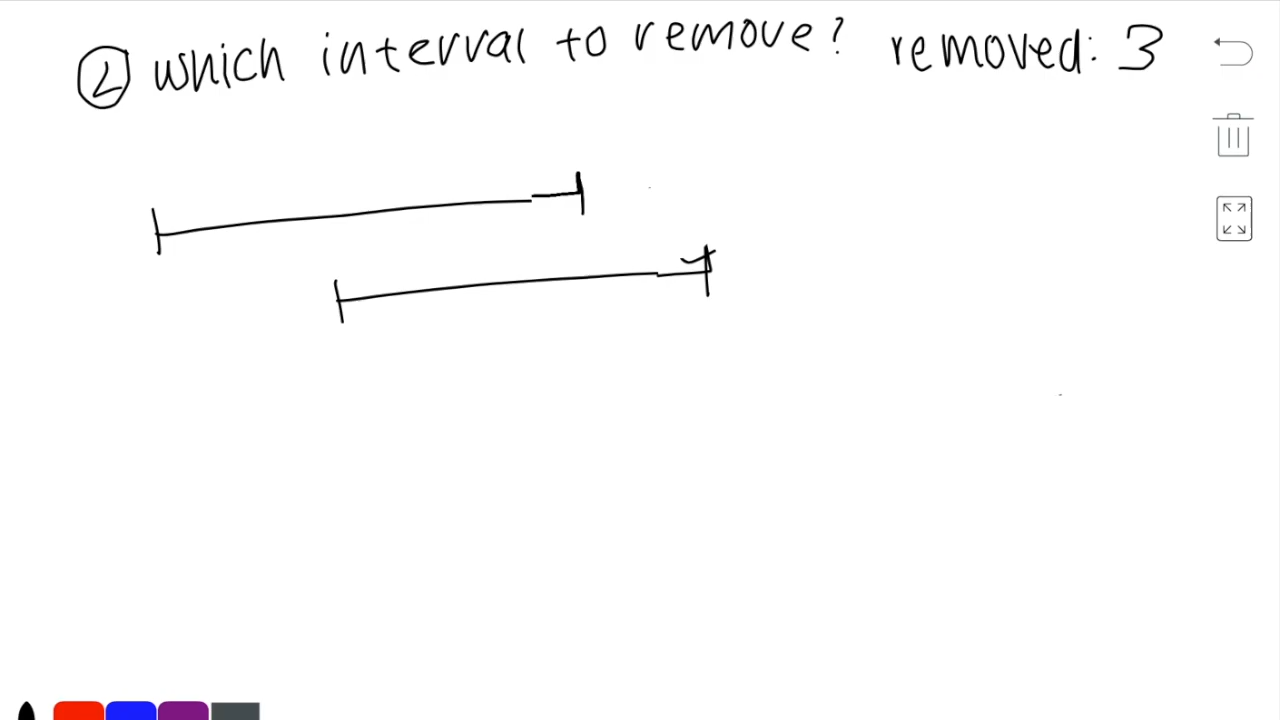 ② which interval to remove? removed: 3